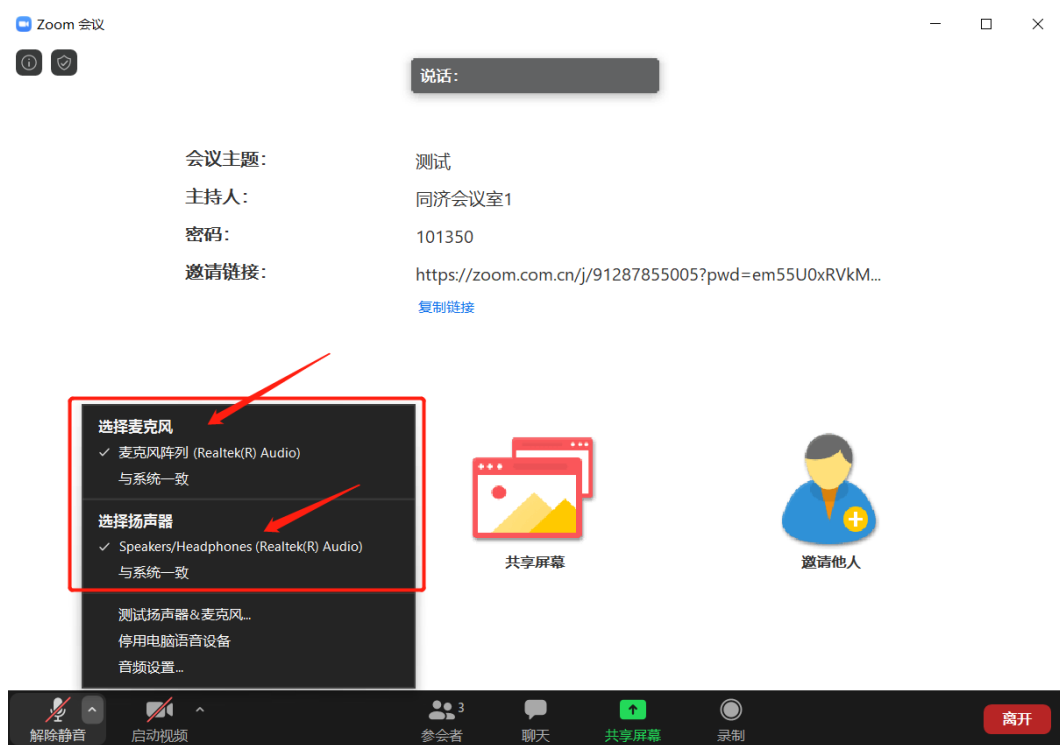 Zoom 会议
说话:
会议主题: 测试
主持人: 同济会议室1
密码: 101350
邀请链接: https://zoom.com.cn/j/91287855005?pwd=em55U0xRVkM...
复制链接
选择麦克风
麦克风阵列 (Realtek(R) Audio)
与系统一致
选择扬声器
Speakers/Headphones (Realtek(R) Audio)
与系统一致
测试扬声器&麦克风...
停用电脑语音设备
音频设置...
共享屏幕
邀请他人
解除静音
启动视频
3
参会者
聊天
共享屏幕
录制
离开